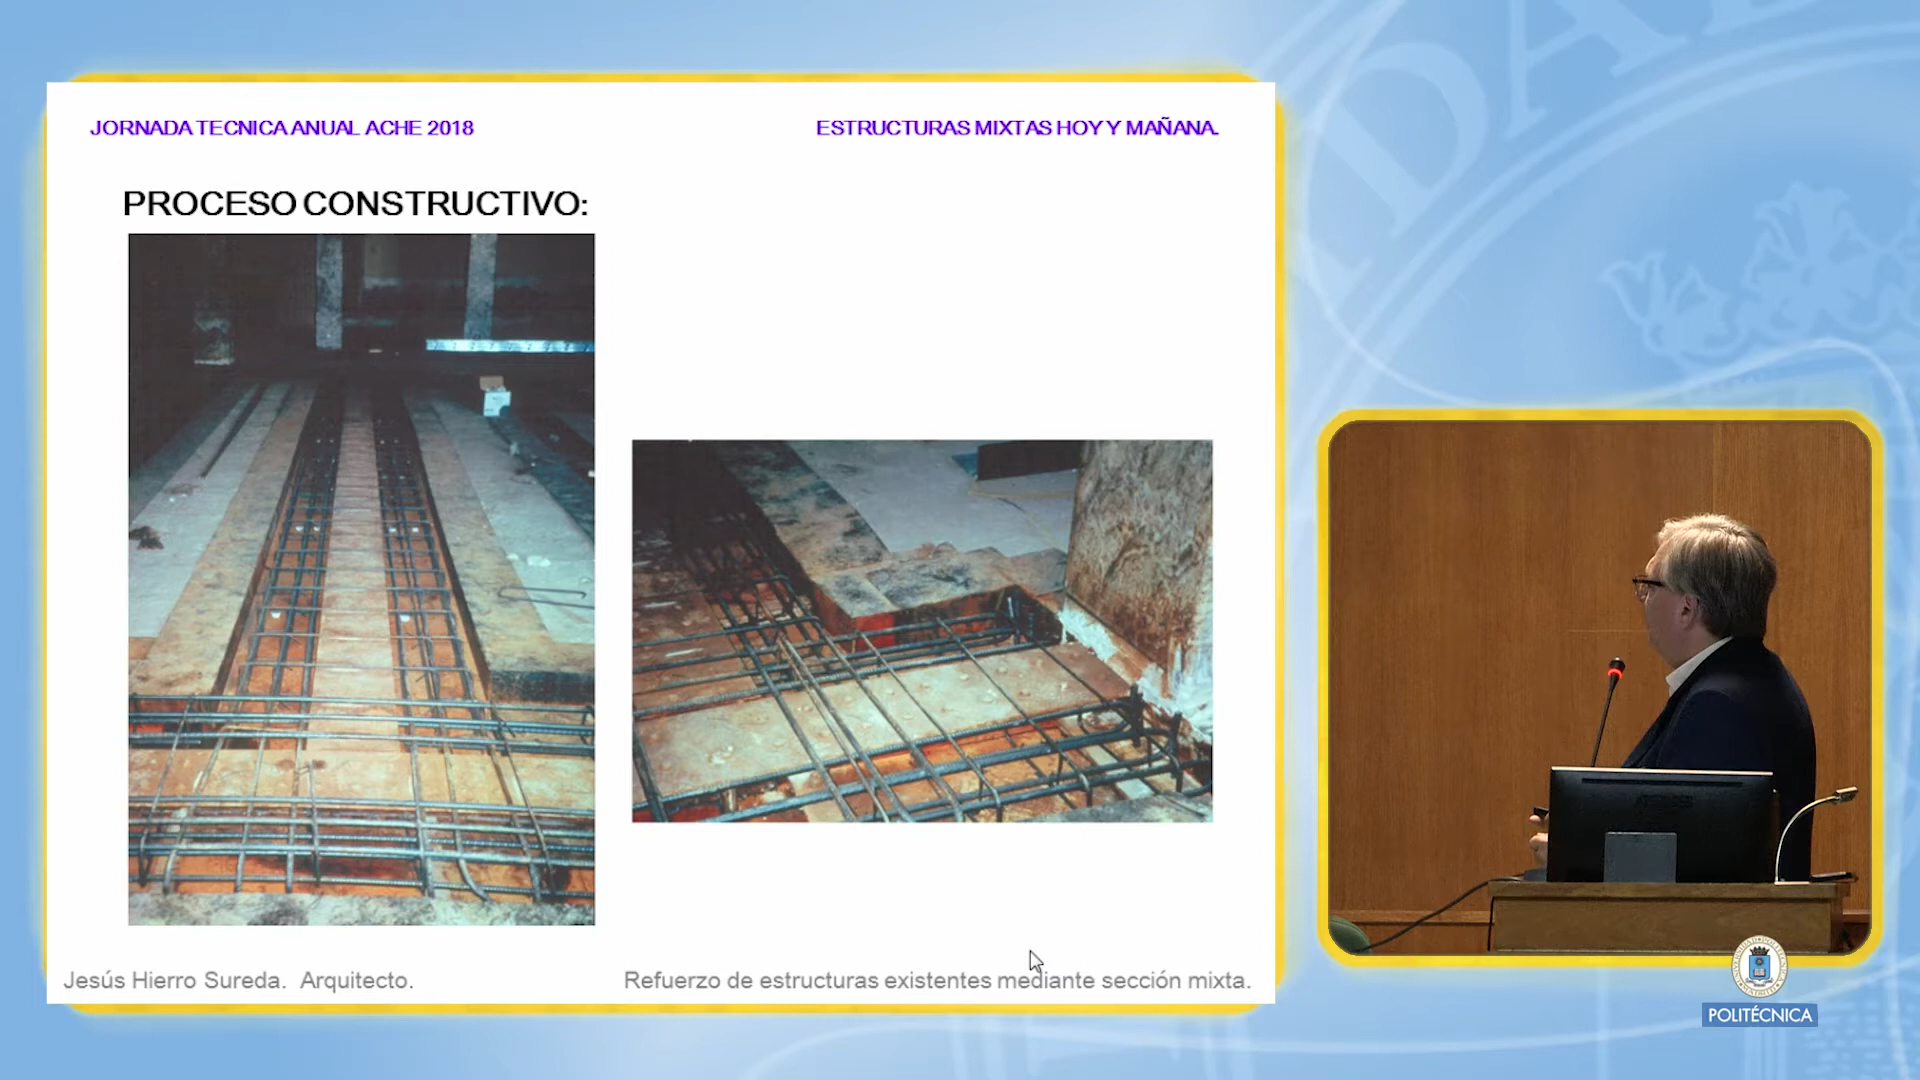 JORNADA TECNICA ANUAL ACHE 2018
ESTRUCTURAS MIXTAS HOY Y MAÑANA.
PROCESO CONSTRUCTIVO:
Jesús Hierro Sureda. Arquitecto.
Refuerzo de estructuras existentes mediante sección mixta.
POLITÉCNICA